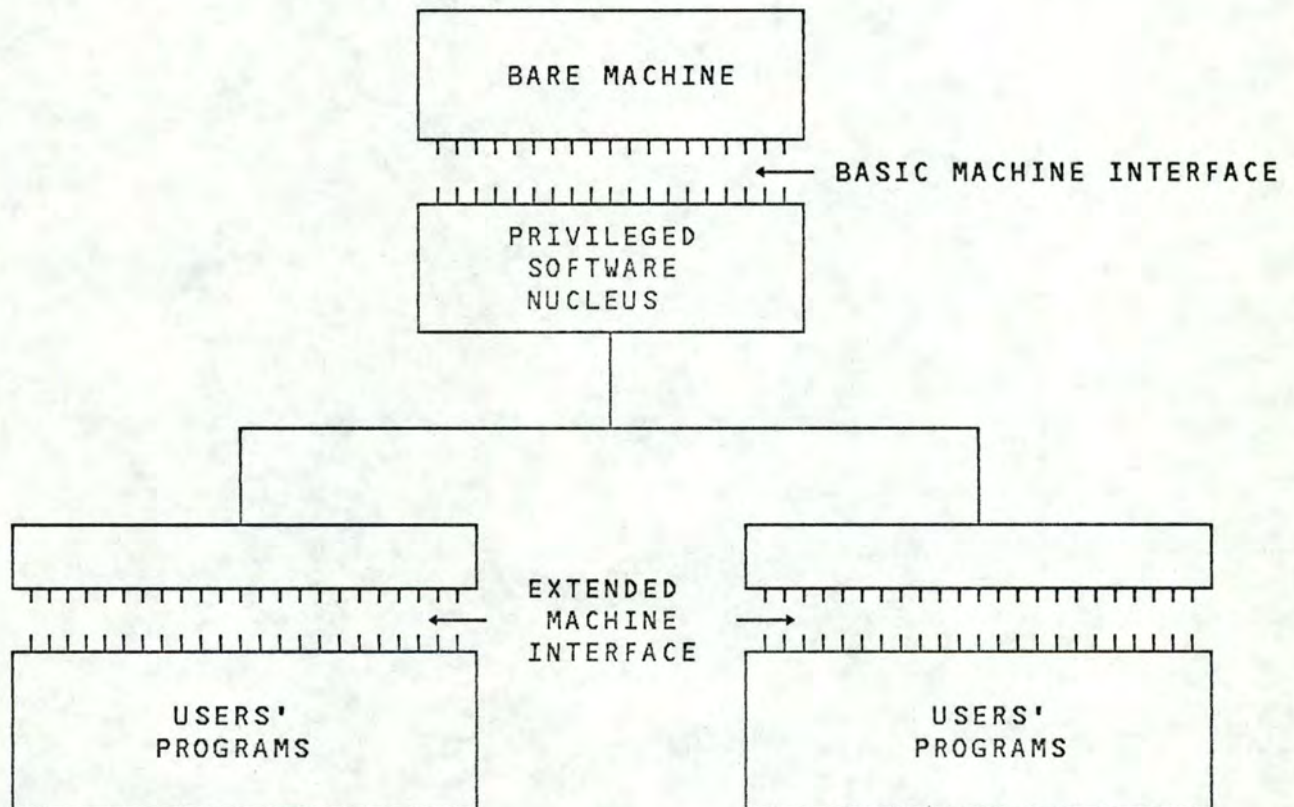 BARE MACHINE
BASIC MACHINE INTERFACE
PRIVILEGED
SOFTWARE
NUCLEUS
EXTENDED
MACHINE
INTERFACE
USERS'
PROGRAMS
USERS'
PROGRAMS